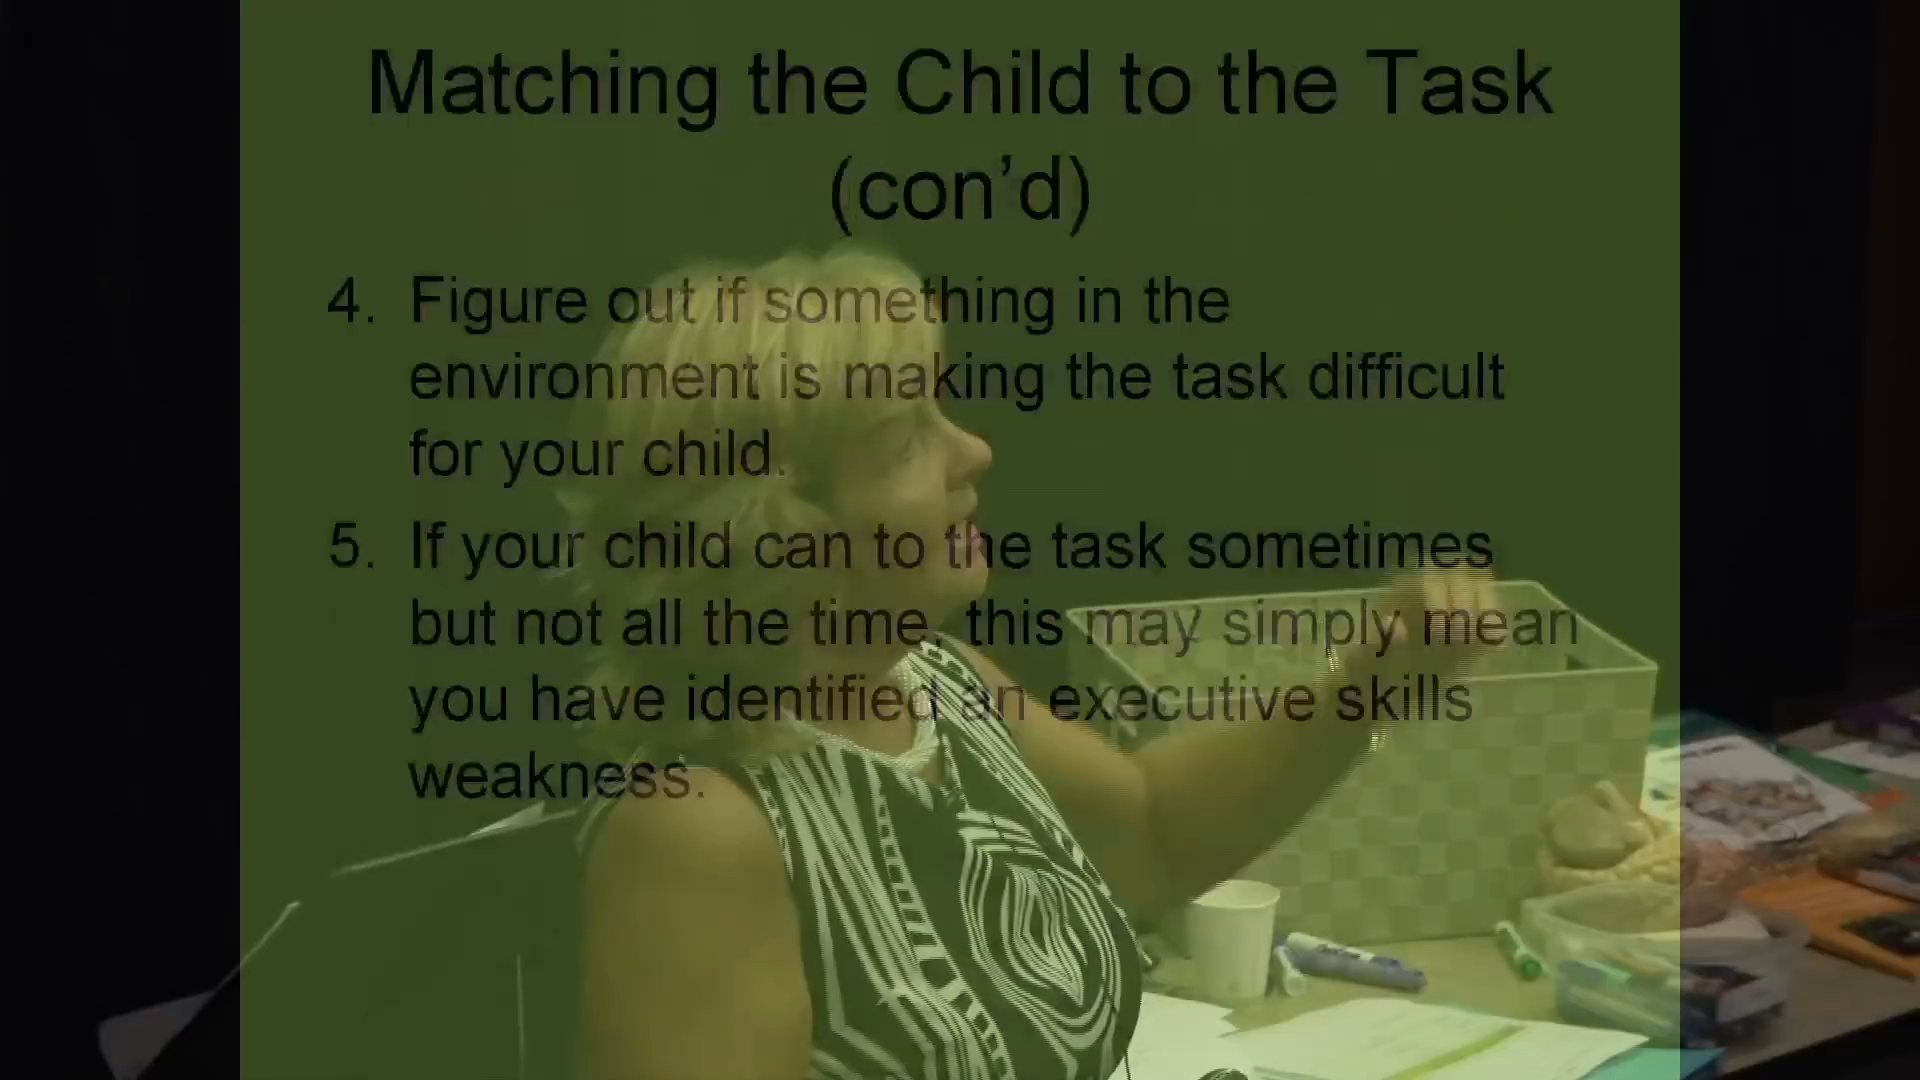 Matching the Child to the Task
(con’d)
4. Figure out if something in the
environment is making the task difficult
for your child.
5. If your child can to the task sometimes
but not all the time, this may simply mean
you have identified an executive skills
weakness.